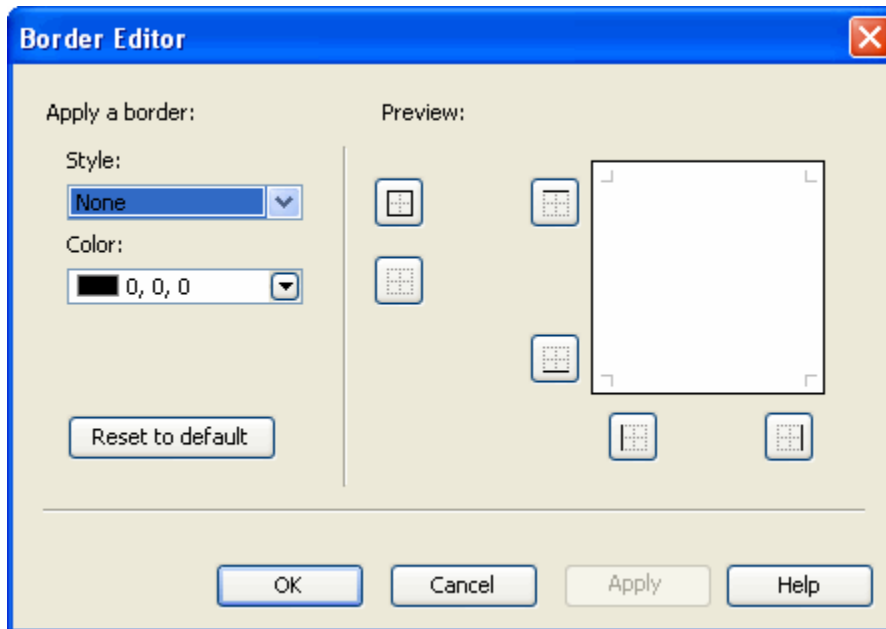 Border Editor
Apply a border:
Preview:
Style:
None
Color:
0, 0, 0
Reset to default
OK
Cancel
Apply
Help